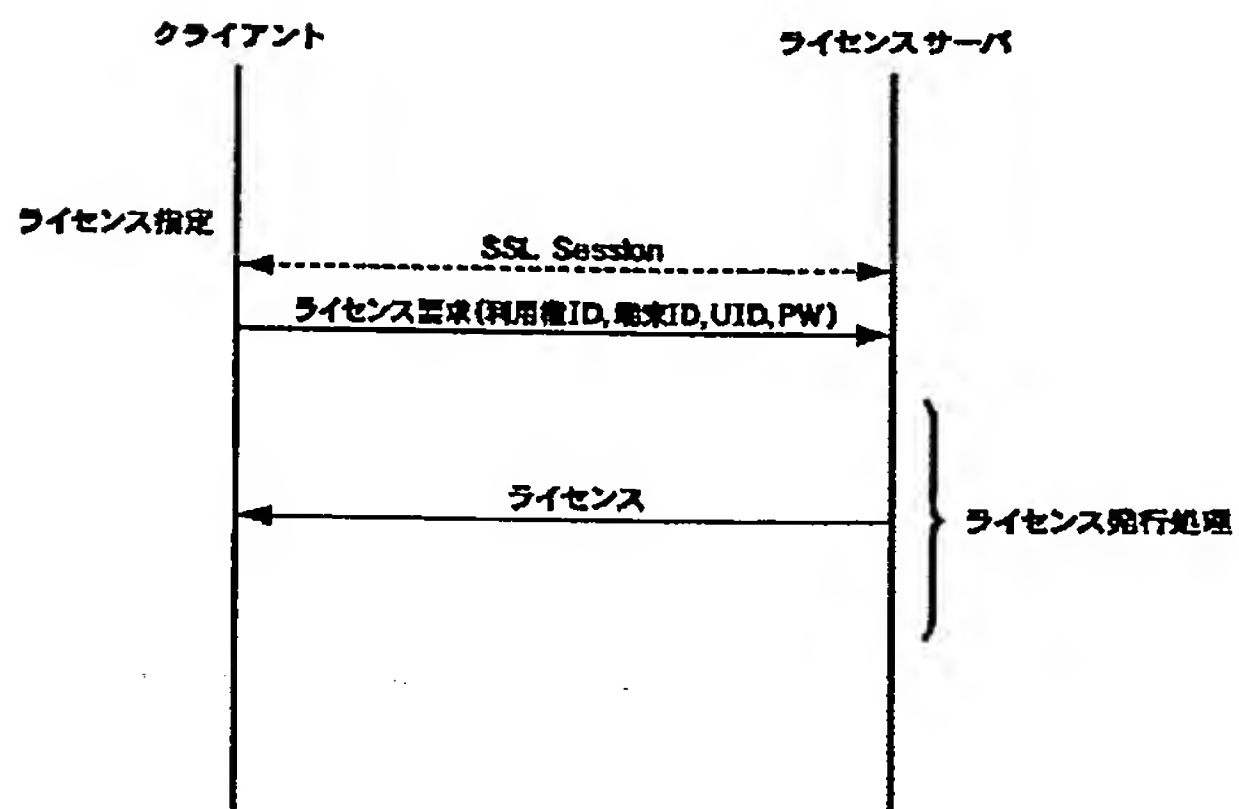 クライアント
ライセンスサーバ
ライセンス指定
SSL Session
ライセンス要求(利用権ID,端末ID,UID,PW)
ライセンス
ライセンス発行処理